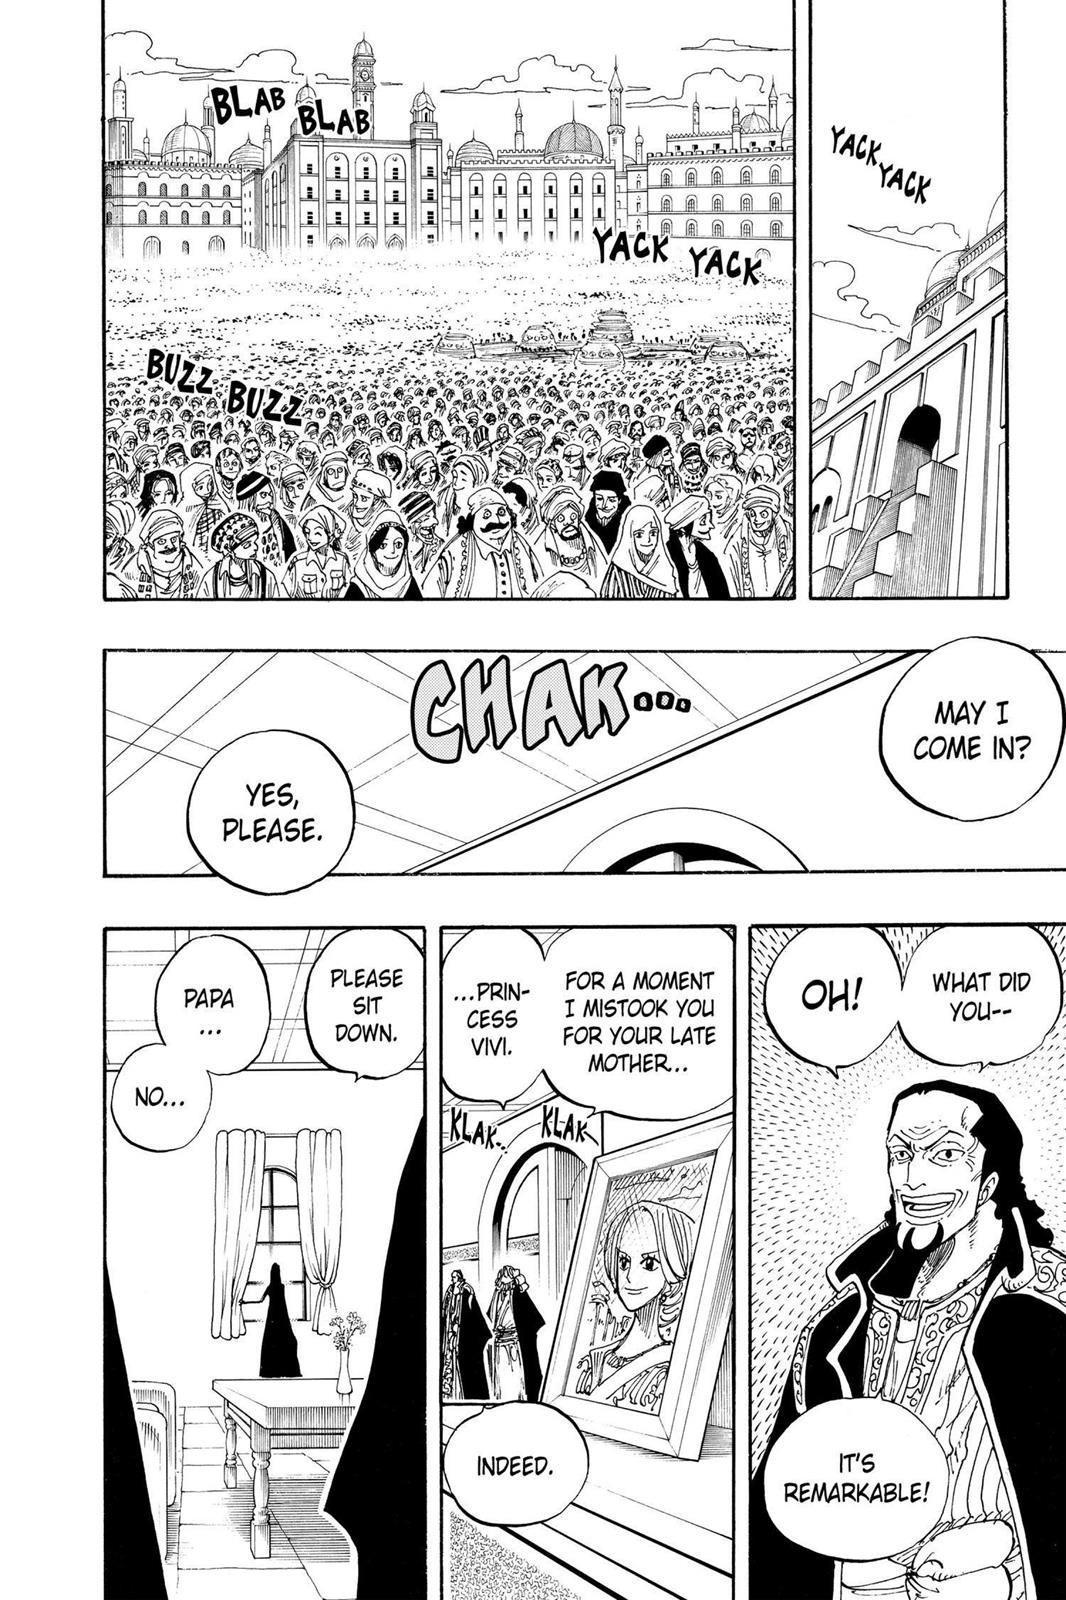 YACK
YACK
BLAB
BLAB
YACK YACK
BUZZ
BUZZ
MAY I
COME IN?
CHAK...
YES,
PLEASE.
WHAT DID
YOU--
OH!
IT'S
REMARKABLE!
FOR A MOMENT
I MISTOOK YOU
FOR YOUR LATE
MOTHER...
...PRIN-
CESS
VIVI.
KLAK
KLAK..
INDEED.
PLEASE
SIT
DOWN.
PAPA
...
NO...